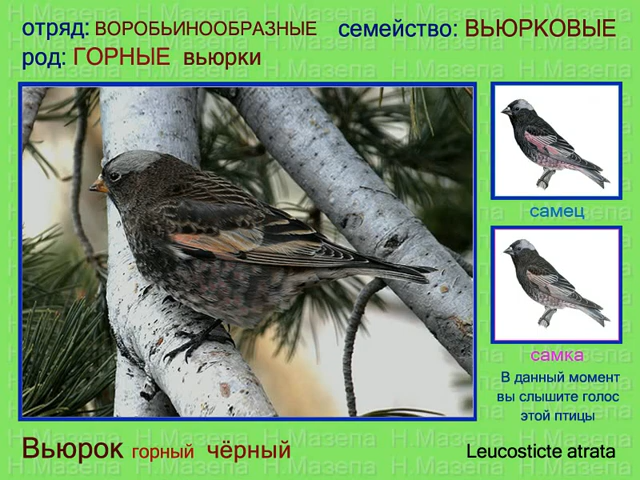 отряд: ВОРОБЬИНООБРАЗНЫЕ семейство: ВЬЮРКОВЫЕ
род: ГОРНЫЕ вьюрки
самец
самка
В данный момент
вы слышите голос
этой птицы
Вьюрок горный чёрный Leucosticte atrata
Н.Мазепа